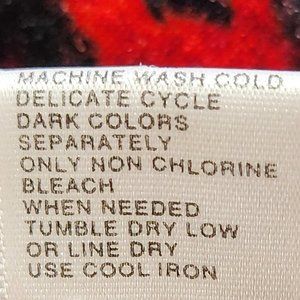 MACHINE WASH COLD
DELICATE CYCLE
DARK COLORS
SEPARATELY
ONLY NON CHLORINE
BLEACH
WHEN NEEDED
TUMBLE DRY LOW
OR LINE DRY
USE COOL IRON